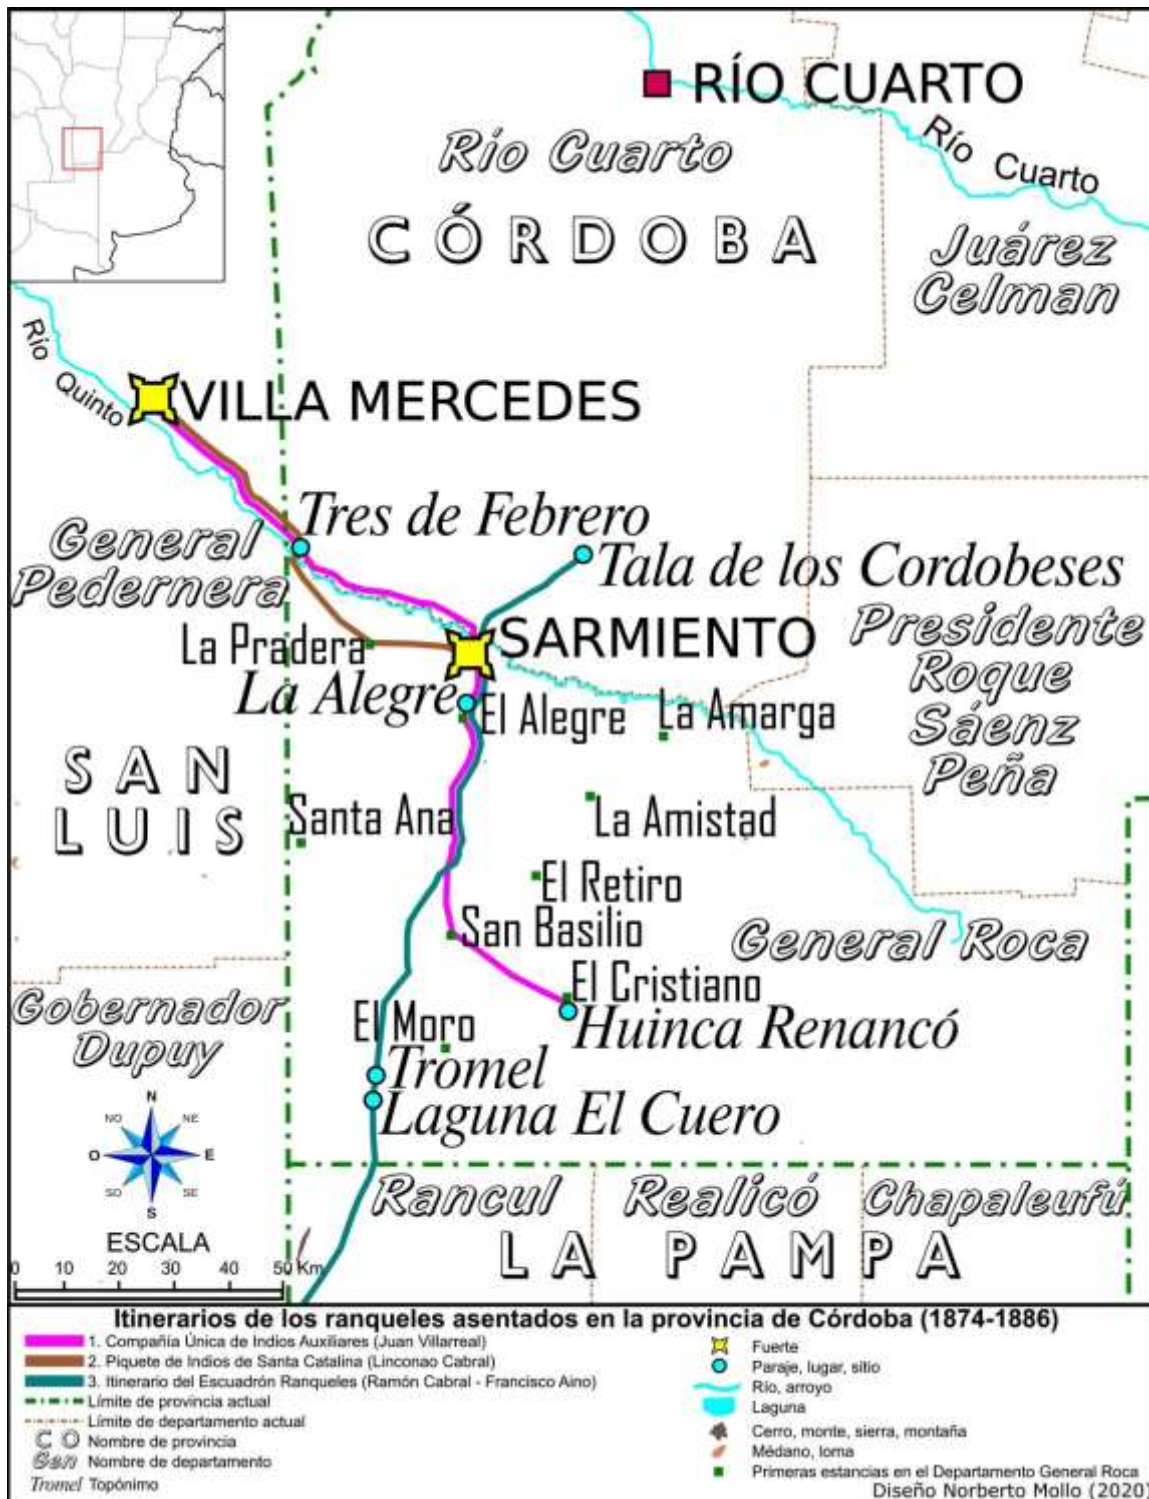 RÍO CUARTO
Río Cuarto
Río Cuarto
CÓRDOBA
Juárez
Celman
Río Quinto
VILLA MERCEDES
Tres de Febrero
General
Pedernera
Tala de los Cordobeses
Presidente
Roque
Sáenz
Peña
La Pradera
SARMIENTO
La Alegre
El Alegre
La Amarga
SAN
LUIS
Santa Ana
La Amistad
El Retiro
San Basilio
General Roca
El Cristiano
Huinca Renancó
Gobernador
Dupuy
El Moro
Tromel
Laguna El Cuero
N
NO
NE
O
E
SO
SE
S
Rancul
Realicó
Chapaleufú
LA PAMPA
ESCALA
0 10 20 30 40 50 Km
Itinerarios de los ranqueles asentados en la provincia de Córdoba (1874-1886)
1. Compañía Única de Indios Auxiliares (Juan Villarreal)
2. Piquete de Indios de Santa Catalina (Linconao Cabral)
3. Itinerario del Escuadrón Ranqueles (Ramón Cabral - Francisco Aino)
Límite de provincia actual
Límite de departamento actual
CO Nombre de provincia
Gen Nombre de departamento
Tromel Topónimo
Fuerte
Paraje, lugar, sitio
Río, arroyo
Laguna
Cerro, monte, sierra, montaña
Médano, loma
Primeras estancias en el Departamento General Roca
Diseño Norberto Mollo (2020)